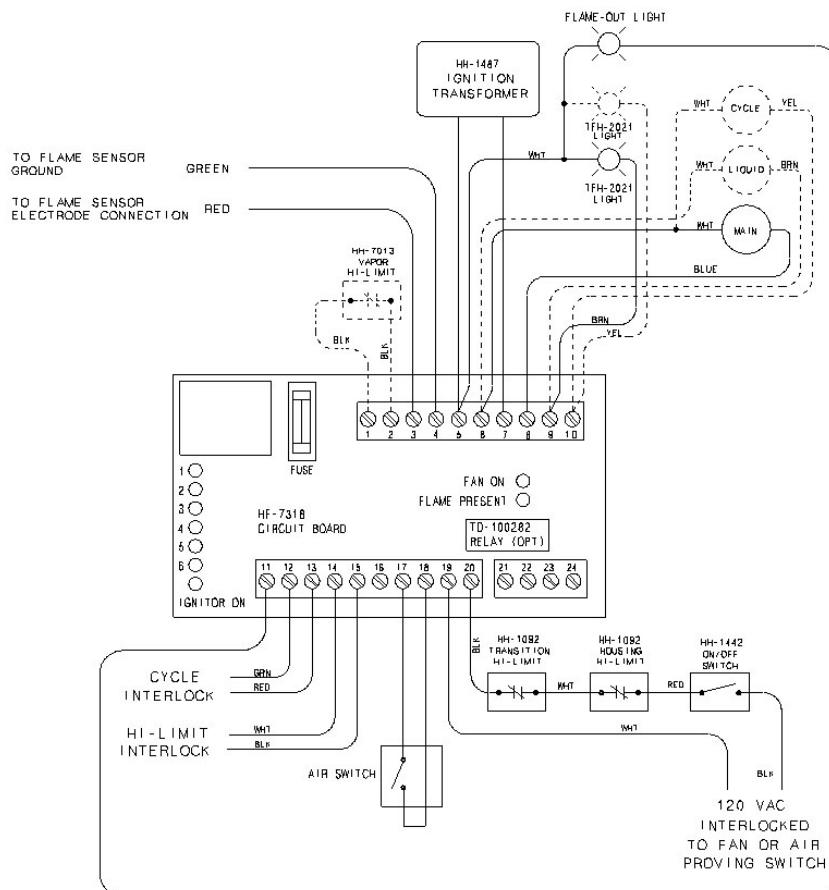 FLAME-OUT LIGHT
HH-1487
IGNITION
TRANSFORMER
WHT
CYCLE
YEL
TFH-2021
LIGHT
TO FLAME SENSOR
GROUND
GREEN
WHT
WHT
LIQUID
BRN
TFH-2021
LIGHT
TO FLAME SENSOR
ELECTRODE CONNECTION
RED
WHT
MAIN
HH-7013
VAPOR
HI-LIMIT
BLUE
BLK
BLK
BRN
YEL
1 2 3 4 5 6 7 8 9 10
FUSE
1
2
3
4
5
6
IGNITOR ON
FAN ON
FLAME PRESENT
HF-7318
CIRCUIT BOARD
TD-100282
RELAY (OPT)
11 12 13 14 15 16 17 18 19 20
21 22 23 24
BLK
HH-1092
TRANSITION
HI-LIMIT
HH-1092
HOUSING
HI-LIMIT
HH-1442
ON/OFF
SWITCH
CYCLE
INTERLOCK
GRN
RED
WHT
RED
HI-LIMIT
INTERLOCK
WHT
BLK
WHT
AIR SWITCH
BLK
120 VAC
INTERLOCKED
TO FAN OR AIR
PROVING SWITCH